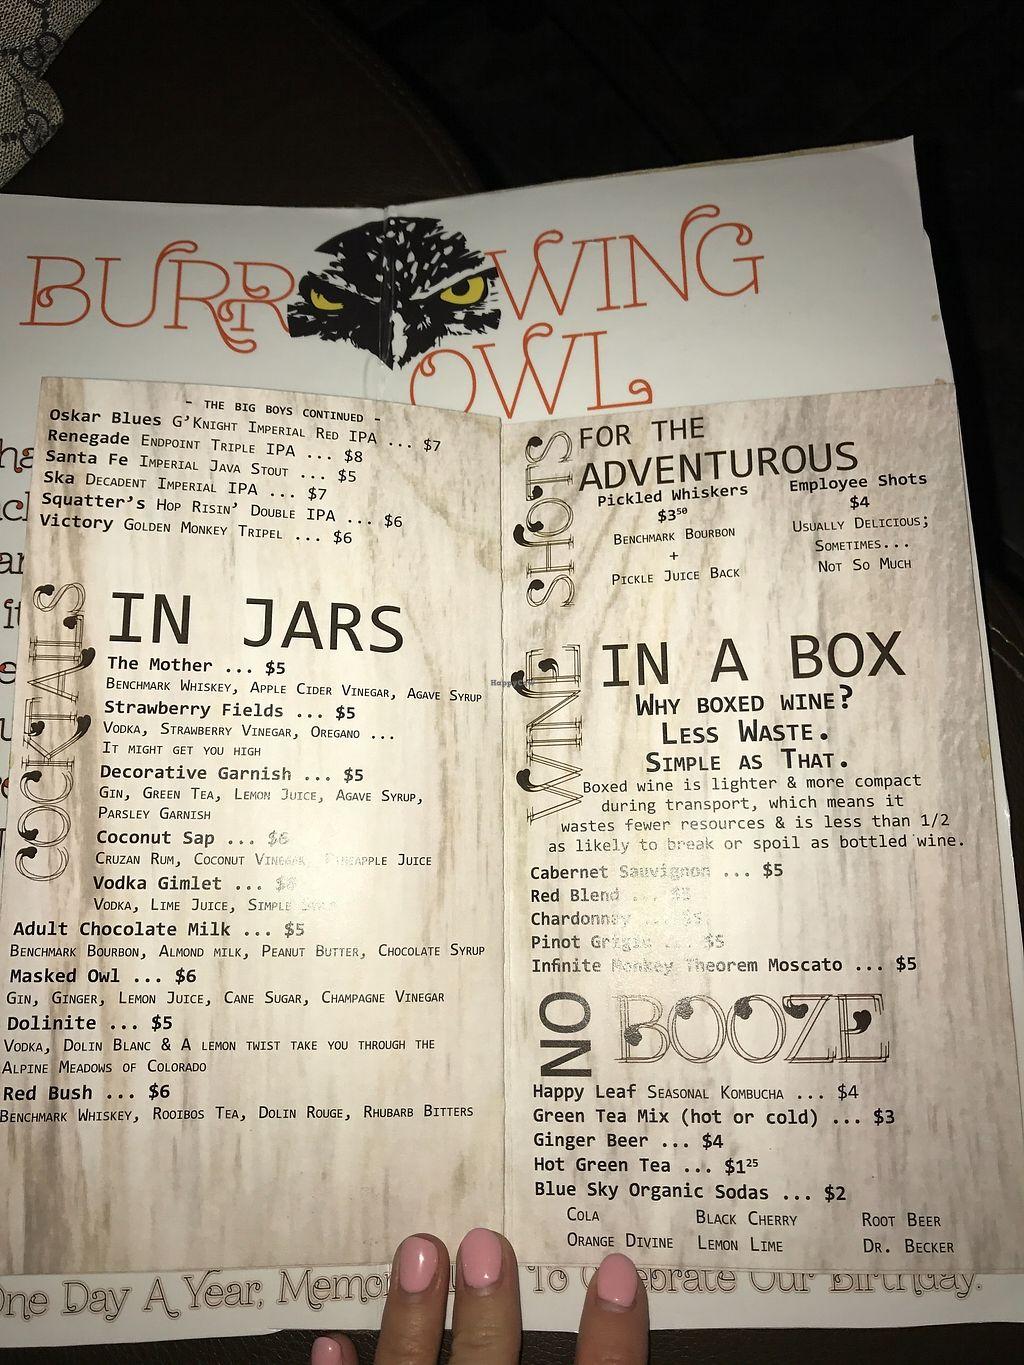 BURROWING
OWL
- THE BIG BOYS CONTINUED -
Oskar Blues G'Knight Imperial Red IPA ... $7
Renegade Endpoint Triple IPA ... $8
Santa Fe Imperial Java Stout ... $5
Ska Decadent Imperial IPA ... $7
Squatter's Hop Risin' Double IPA ... $6
Victory Golden Monkey Tripel ... $6
COCKTAILS
IN JARS
The Mother ... $5
Benchmark Whiskey, Apple Cider Vinegar, Agave Syrup
Strawberry Fields ... $5
Vodka, Strawberry Vinegar, Oregano ...
It might get you high
Decorative Garnish ... $5
Gin, Green Tea, Lemon Juice, Agave Syrup,
Parsley Garnish
Coconut Sap ... $6
Cruzan Rum, Coconut Vinegar, Pineapple Juice
Vodka Gimlet ...
Vodka, Lime Juice, Simple
Adult Chocolate Milk ... $5
Benchmark Bourbon, Almond milk, Peanut Butter, Chocolate Syrup
Masked Owl ... $6
Gin, Ginger, Lemon Juice, Cane Sugar, Champagne Vinegar
Dolinite ... $5
Vodka, Dolin Blanc & A lemon twist take you through the
Alpine Meadows of Colorado
Red Bush ... $6
Benchmark Whiskey, Rooibos Tea, Dolin Rouge, Rhubarb Bitters
SHOTS
FOR THE
ADVENTUROUS
Pickled Whiskers
$3⁵⁰
Benchmark Bourbon
+
Pickle Juice Back
Employee Shots
$4
Usually Delicious;
Sometimes...
Not So Much
WINE
IN A BOX
Why boxed wine?
Less Waste.
Simple as That.
Boxed wine is lighter & more compact
during transport, which means it
wastes fewer resources & is less than 1/2
as likely to break or spoil as bottled wine.
Cabernet Sauvignon ... $5
Red Blend ...
Chardonnay ... $5
Pinot Grigio ... $5
Infinite Monkey Theorem Moscato ... $5
NO BOOZE
Happy Leaf Seasonal Kombucha ... $4
Green Tea Mix (hot or cold) ... $3
Ginger Beer ... $4
Hot Green Tea ... $1²⁵
Blue Sky Organic Sodas ... $2
Cola Black Cherry Root Beer
Orange Divine Lemon Lime Dr. Becker
One Day A Year, To Celebrate Our Birthday.